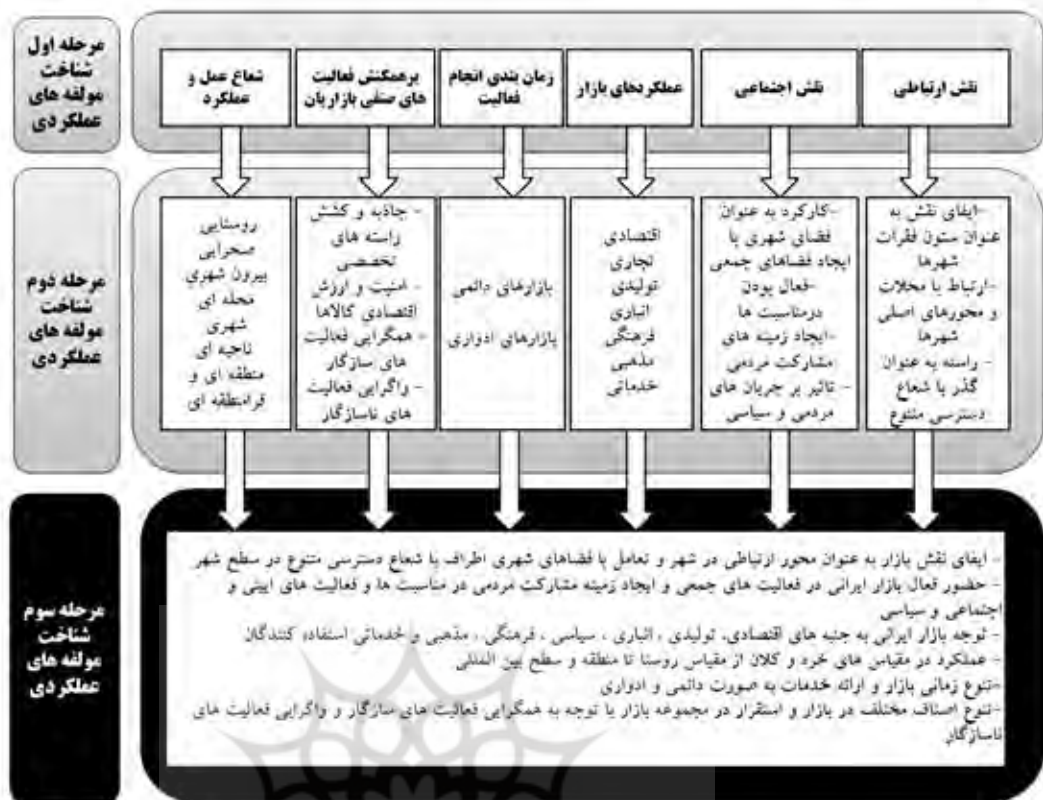 مرحله اول
شناخت
مولفه های
عملکردی
نقش ارتباطی
نقش اجتماعی
عملکردهای بازار
زمان بندی انجام
فعالیت
برهمکنش فعالیت
های صنفی بازاریان
شعاع عمل و
عملکرد
مرحله دوم
شناخت
مولفه های
عملکردی
-ایفای نقش به
عنوان ستون فقرات
شهرها
-ارتباط با محلات
و محورهای اصلی
شهرها
- راسته به عنوان
گذر با شعاع
دسترسی متنوع
-کارکرد به عنوان
فضای شهری با
ایجاد فضاهای جمعی
-فعال بودن
درمناسبت ها
-ایجاد زمینه های
مشارکت مردمی
- تاثیر بر جریان های
مردمی و سیاسی
اقتصادی
تجاری
تولیدی
انباری
فرهنگی
مذهبی
خدماتی
بازارهای دائمی
بازارهای ادواری
- جاذبه و کشش
راسته های
تخصصی
- امنیت و ارزش
اقتصادی کالاها
- همگرایی فعالیت
های سازگار
- واگرایی فعالیت
های ناسازگار
روستایی
صحرایی
بیرون شهری
محله ای
شهری
ناحیه ای
منطقه ای و
فرامنطقه ای
مرحله سوم
شناخت
مولفه های
عملکردی
- ایفای نقش بازار به عنوان محور ارتباطی در شهر و تعامل با فضاهای شهری اطراف با شعاع دسترسی متنوع در سطح شهر
- حضور فعال بازار ایرانی در فعالیت های جمعی و ایجاد زمینه مشارکت مردمی در مناسبت ها و فعالیت های آیینی و
اجتماعی و سیاسی
- توجه بازار ایرانی به جنبه های اقتصادی، تولیدی ، انباری ، سیاسی ، فرهنگی ، مذهبی و خدماتی استفاده کنندگان
- عملکرد در مقیاس های خرد و کلان از مقیاس روستا تا منطقه و سطح بین المللی
-تنوع زمانی بازار و ارائه خدمات به صورت دائمی و ادواری
-تنوع اصناف مختلف در بازار و استقرار در مجموعه بازار با توجه به همگرایی فعالیت های سازگار و واگرایی فعالیت های
ناسازگار